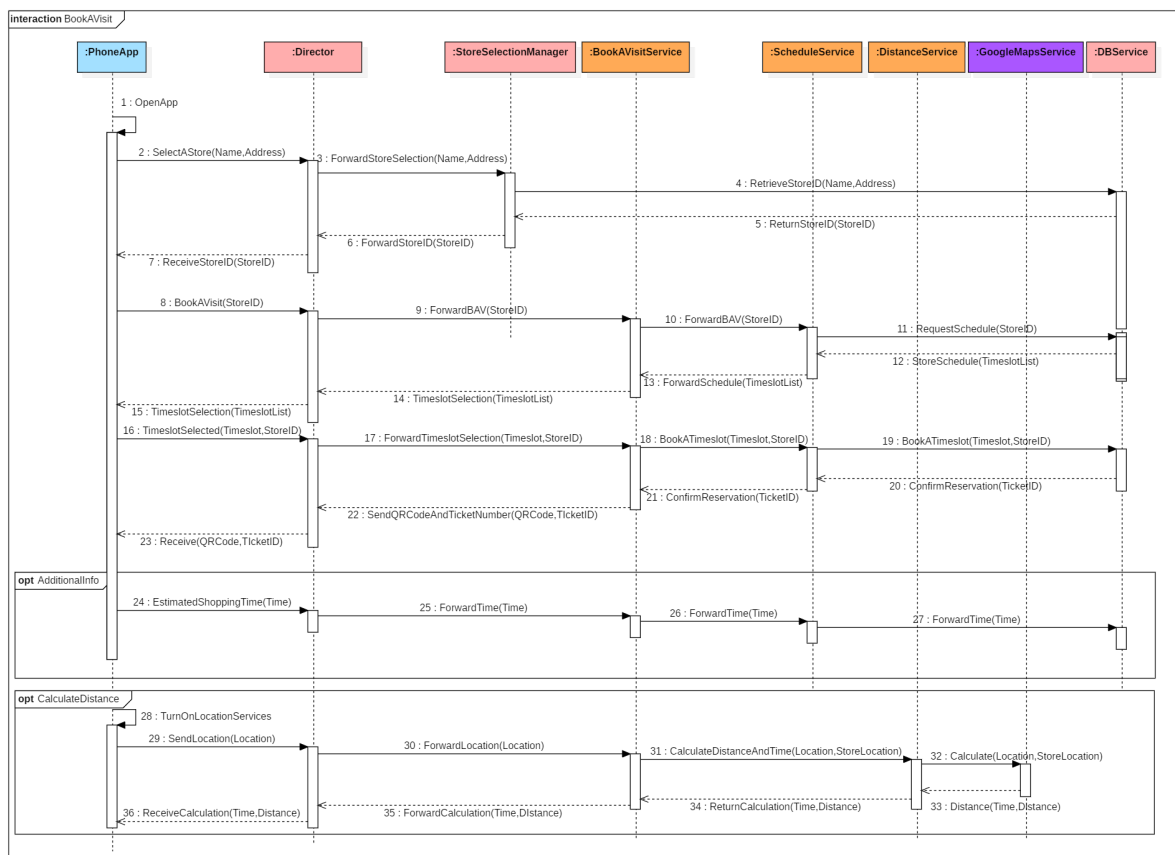 interaction BookAVisit
:PhoneApp
:Director
:StoreSelectionManager
:BookAVisitService
:ScheduleService
:DistanceService
:GoogleMapsService
:DBService
1 : OpenApp
2 : SelectAStore(Name,Address)
3 : ForwardStoreSelection(Name,Address)
4 : RetrieveStoreID(Name,Address)
5 : ReturnStoreID(StoreID)
6 : ForwardStoreID(StoreID)
7 : ReceiveStoreID(StoreID)
8 : BookAVisit(StoreID)
9 : ForwardBAV(StoreID)
10 : ForwardBAV(StoreID)
11 : RequestSchedule(StoreID)
12 : StoreSchedule(TimeslotList)
13 : ForwardSchedule(TimeslotList)
14 : TimeslotSelection(TimeslotList)
15 : TimeslotSelection(TimeslotList)
16 : TimeslotSelected(Timeslot,StoreID)
17 : ForwardTimeslotSelection(Timeslot,StoreID)
18 : BookATimeslot(Timeslot,StoreID)
19 : BookATimeslot(Timeslot,StoreID)
20 : ConfirmReservation(TicketID)
21 : ConfirmReservation(TicketID)
22 : SendQRCodeAndTicketNumber(QRCode,TIcketID)
23 : Receive(QRCode,TIcketID)
opt AdditionalInfo
24 : EstimatedShoppingTime(Time)
25 : ForwardTime(Time)
26 : ForwardTime(Time)
27 : ForwardTime(Time)
opt CalculateDistance
28 : TurnOnLocationServices
29 : SendLocation(Location)
30 : ForwardLocation(Location)
31 : CalculateDistanceAndTime(Location,StoreLocation)
32 : Calculate(Location,StoreLocation)
33 : Distance(Time,DIstance)
34 : ReturnCalculation(Time,Distance)
35 : ForwardCalculation(Time,DIstance)
36 : ReceiveCalculation(Time,Distance)